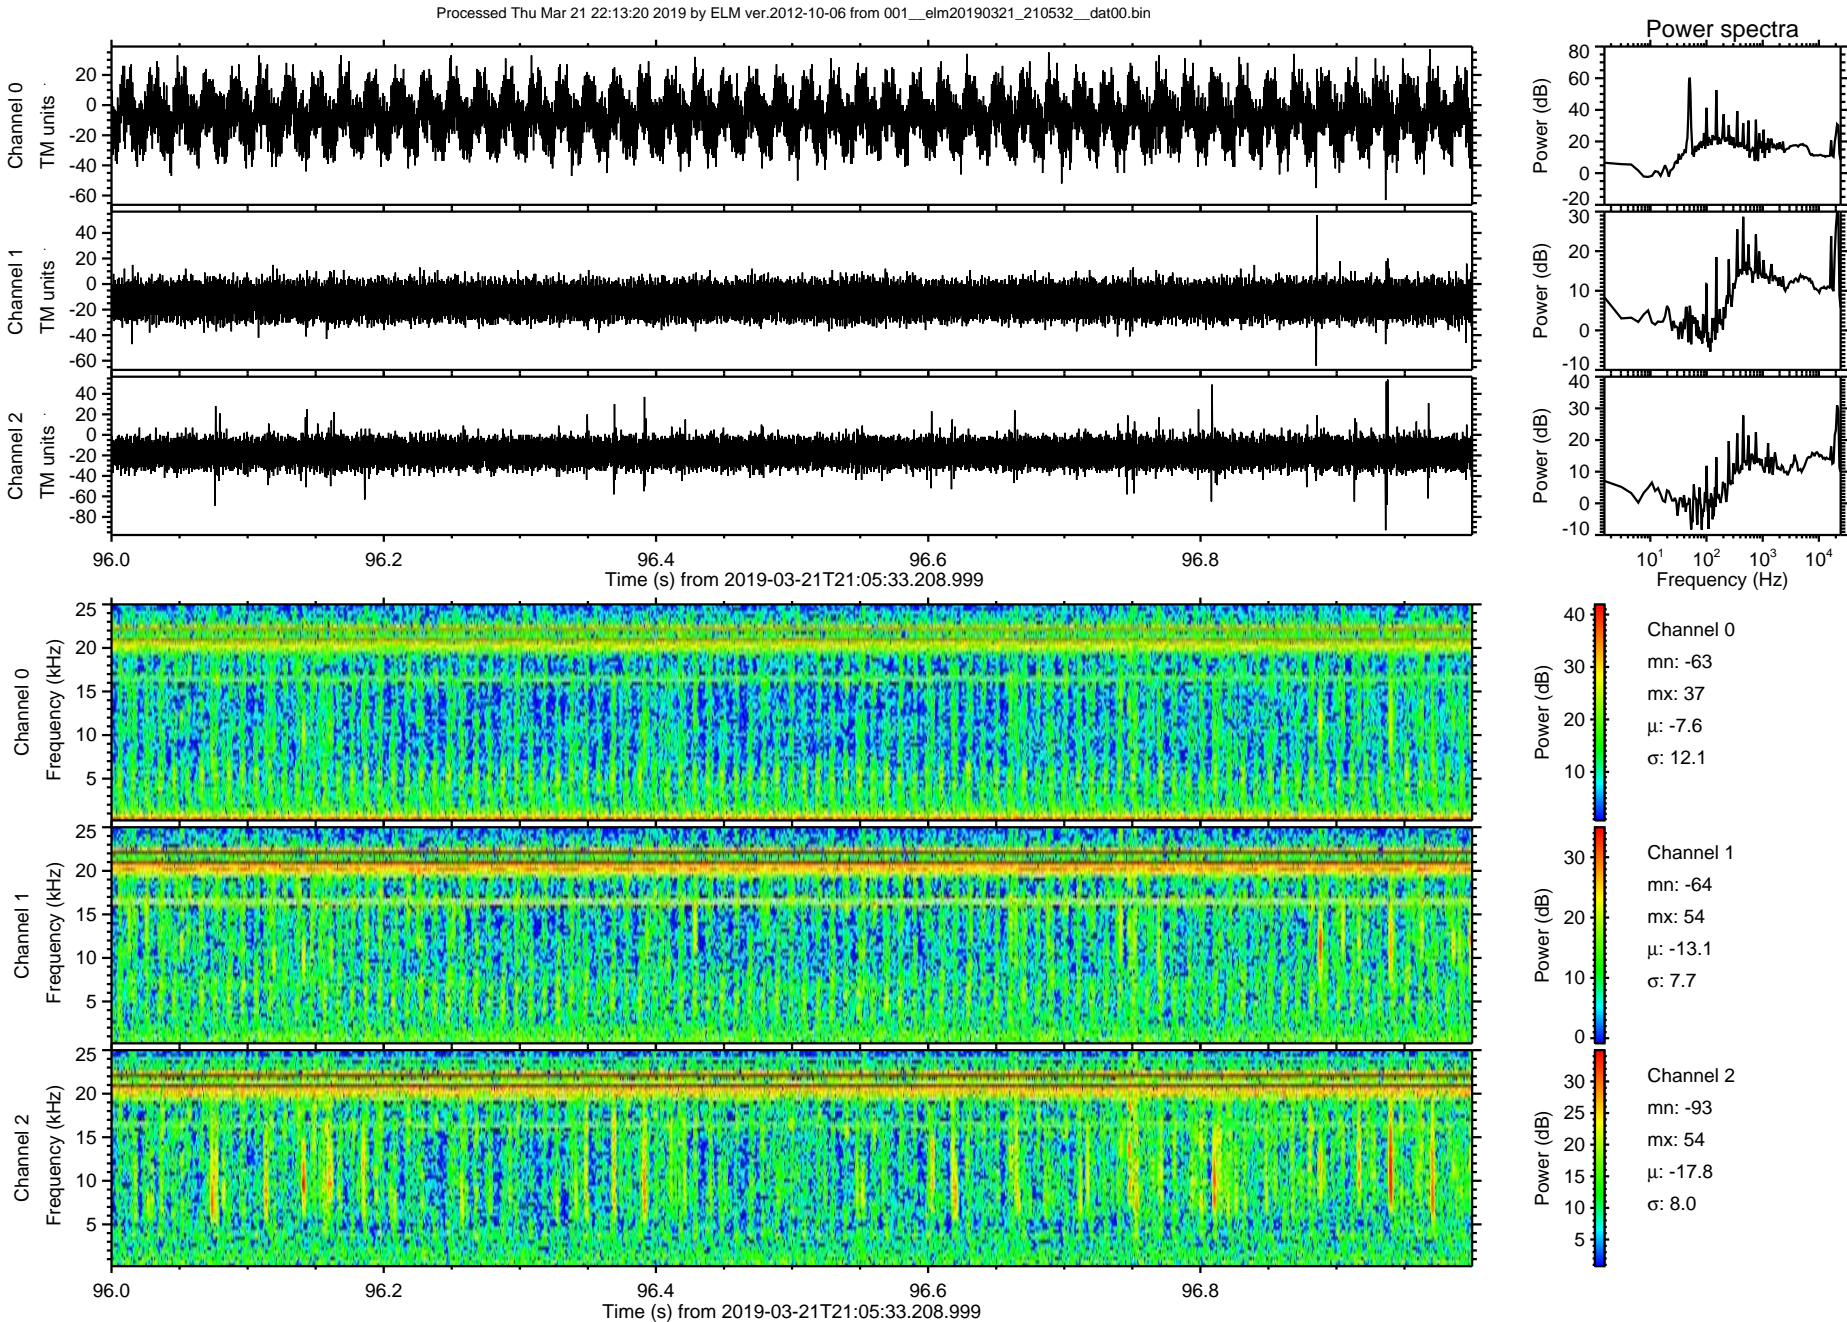 Processed Thu Mar 21 22:13:20 2019 by ELM ver.2012-10-06 from 001__elm20190321_210532__dat00.bin
Power spectra
Channel 0
TM units
20
0
-20
-40
-60
Power (dB)
80
60
40
20
0
-20
Channel 1
TM units
40
20
0
-20
-40
-60
Power (dB)
30
20
10
0
-10
Channel 2
TM units
40
20
0
-20
-40
-60
-80
Power (dB)
40
30
20
10
0
-10
96.0 96.2 96.4 96.6 96.8
Time (s) from 2019-03-21T21:05:33.208.999
10¹ 10² 10³ 10⁴
Frequency (Hz)
Channel 0
Frequency (kHz)
25
20
15
10
5
Power (dB)
40
30
20
10
Channel 0
mn: -63
mx: 37
µ: -7.6
σ: 12.1
Channel 1
Frequency (kHz)
25
20
15
10
5
Power (dB)
30
20
10
0
Channel 1
mn: -64
mx: 54
µ: -13.1
σ: 7.7
Channel 2
Frequency (kHz)
25
20
15
10
5
Power (dB)
30
25
20
15
10
5
Channel 2
mn: -93
mx: 54
µ: -17.8
σ: 8.0
96.0 96.2 96.4 96.6 96.8
Time (s) from 2019-03-21T21:05:33.208.999